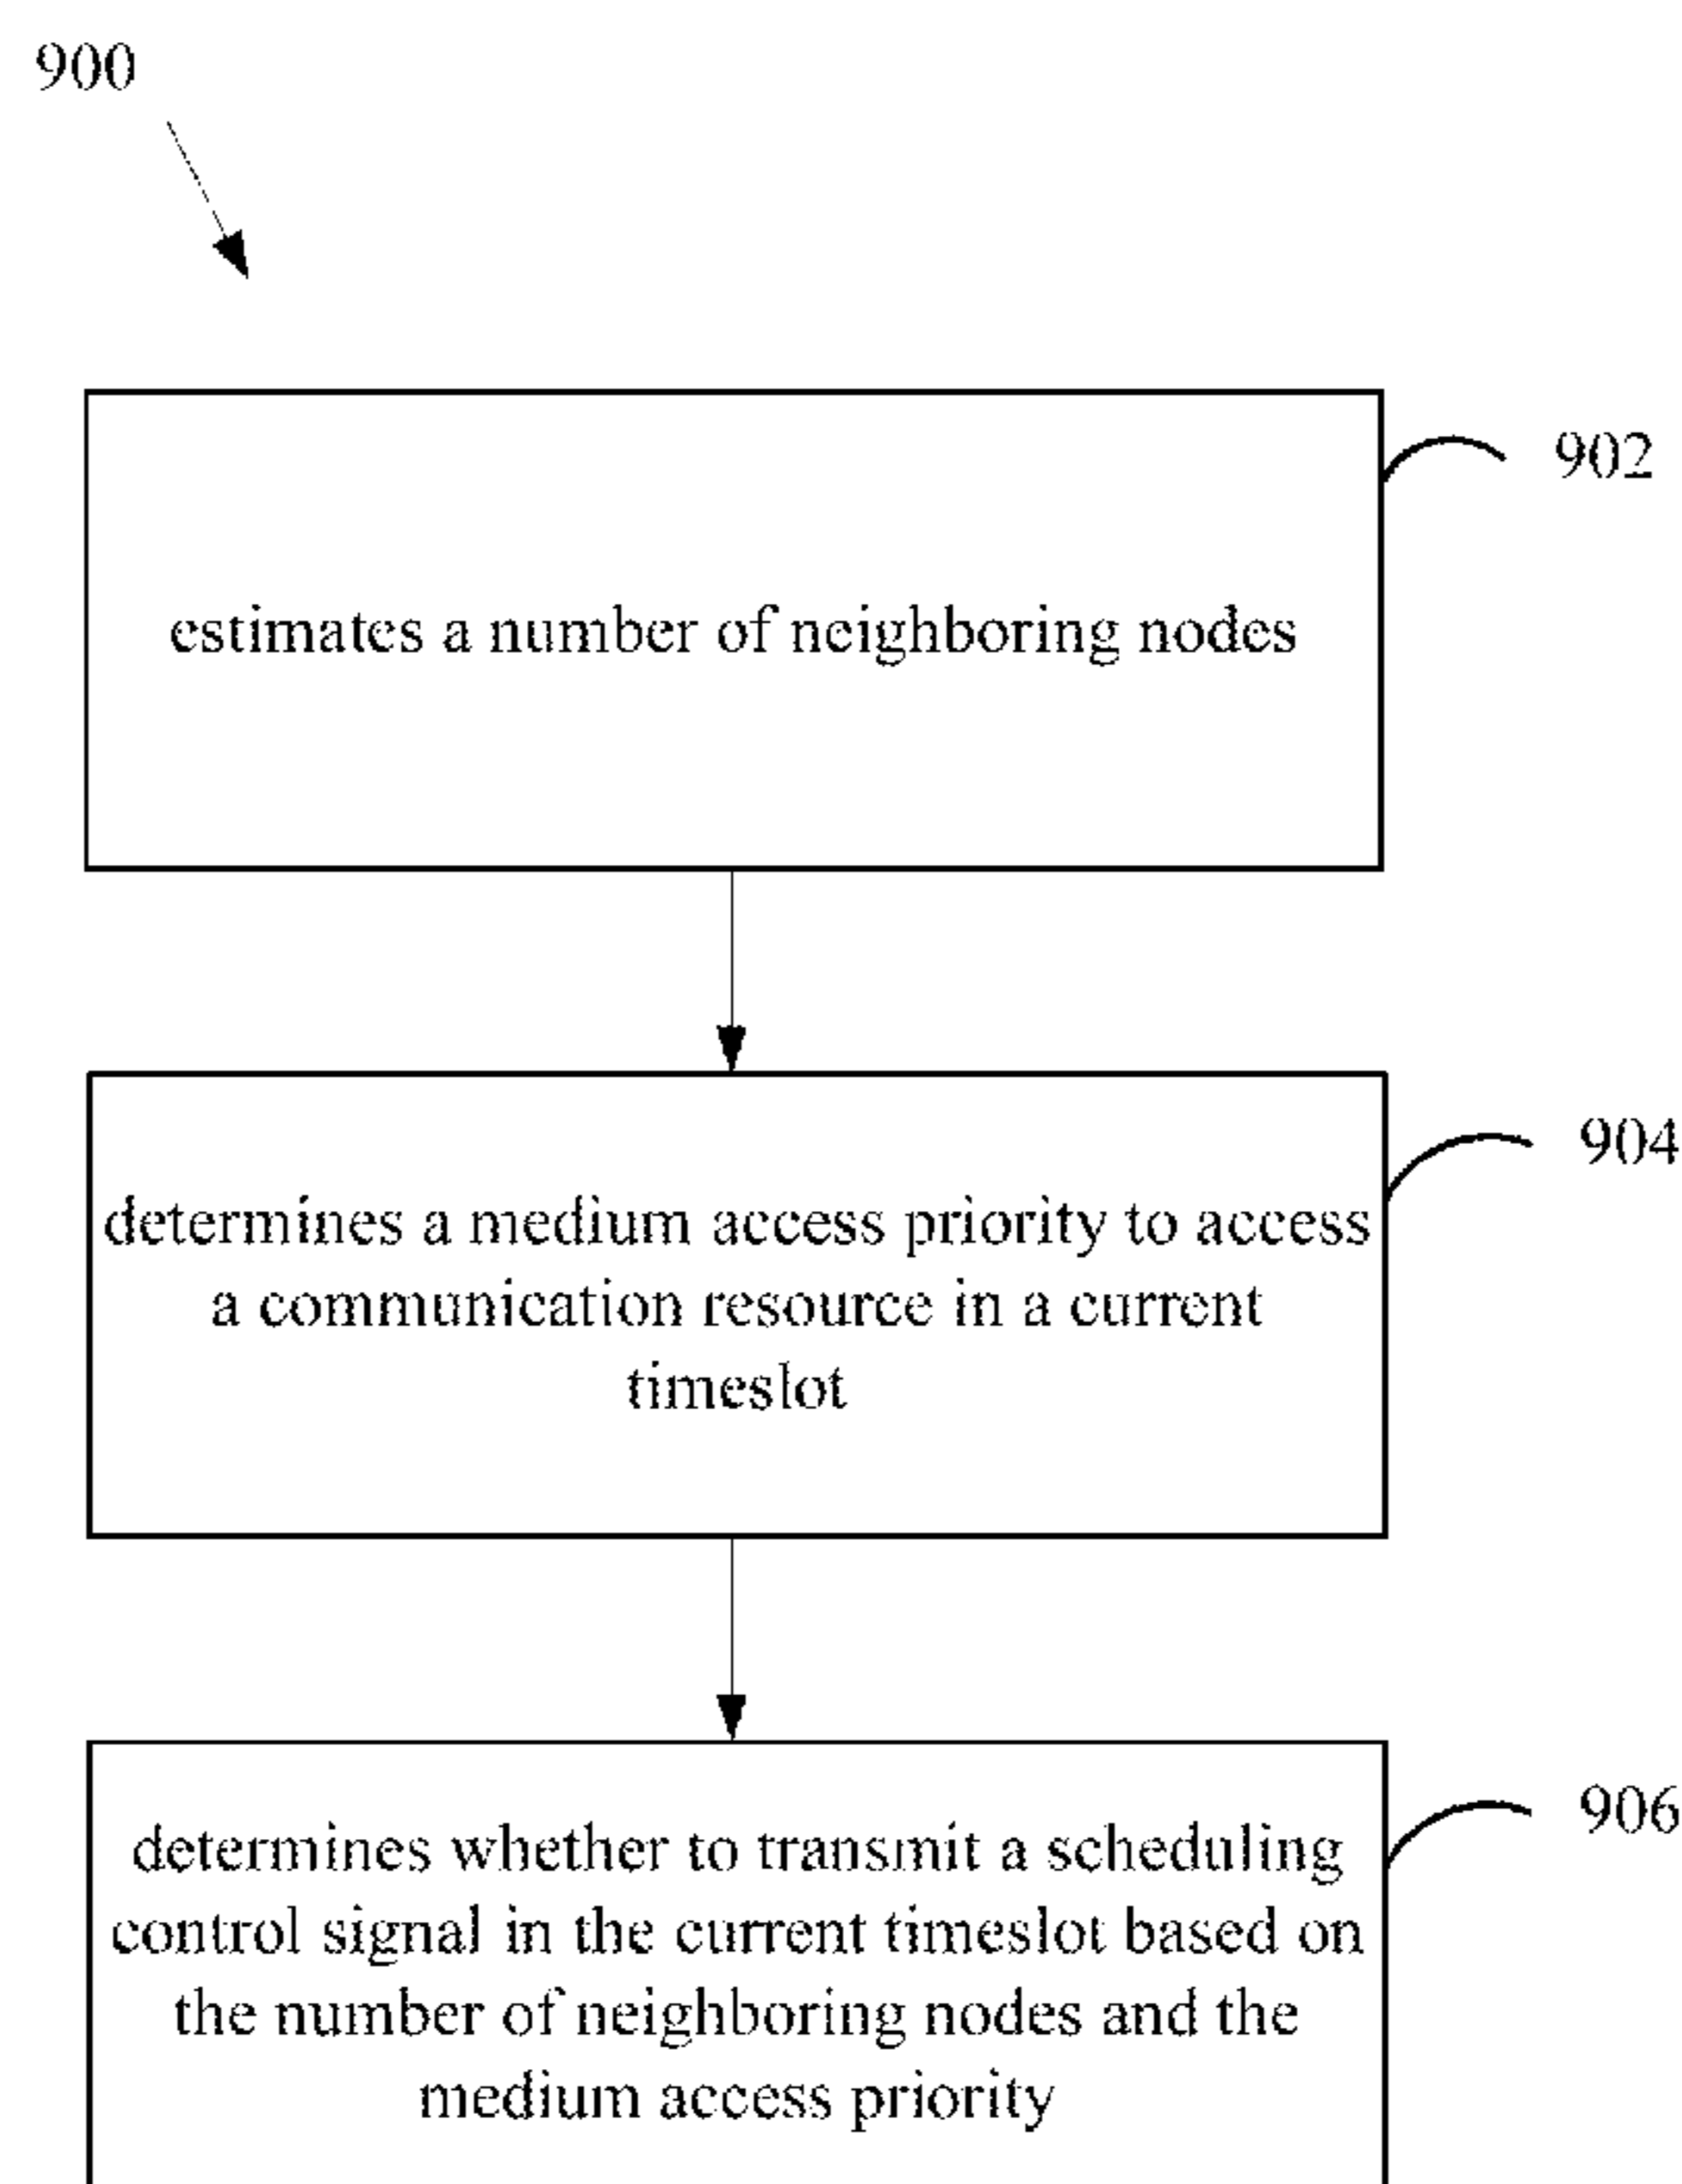 900
902
estimates a number of neighboring nodes
904
determines a medium access priority to access
a communication resource in a current
timeslot
906
determines whether to transmit a scheduling
control signal in the current timeslot based on
the number of neighboring nodes and the
medium access priority